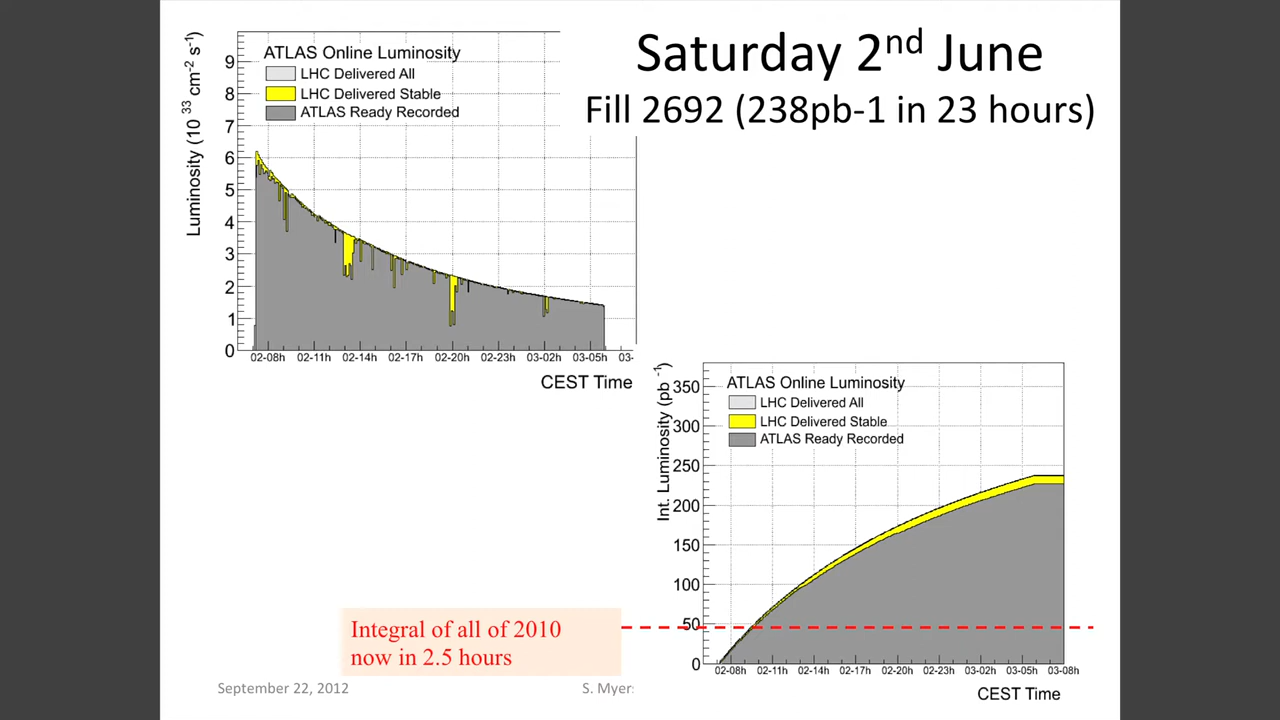 Saturday 2nd June
Fill 2692 (238pb-1 in 23 hours)
ATLAS Online Luminosity
LHC Delivered All
LHC Delivered Stable
ATLAS Ready Recorded
Luminosity (10 33 cm-2 s-1)
9
8
7
6
5
4
3
2
1
0
02-08h 02-11h 02-14h 02-17h 02-20h 02-23h 03-02h 03-05h 03-
CEST Time
ATLAS Online Luminosity
LHC Delivered All
LHC Delivered Stable
ATLAS Ready Recorded
Int. Luminosity (pb -1)
350
300
250
200
150
100
50
0
02-08h 02-11h 02-14h 02-17h 02-20h 02-23h 03-02h 03-05h 03-08h
CEST Time
Integral of all of 2010
now in 2.5 hours
September 22, 2012
S. Myers